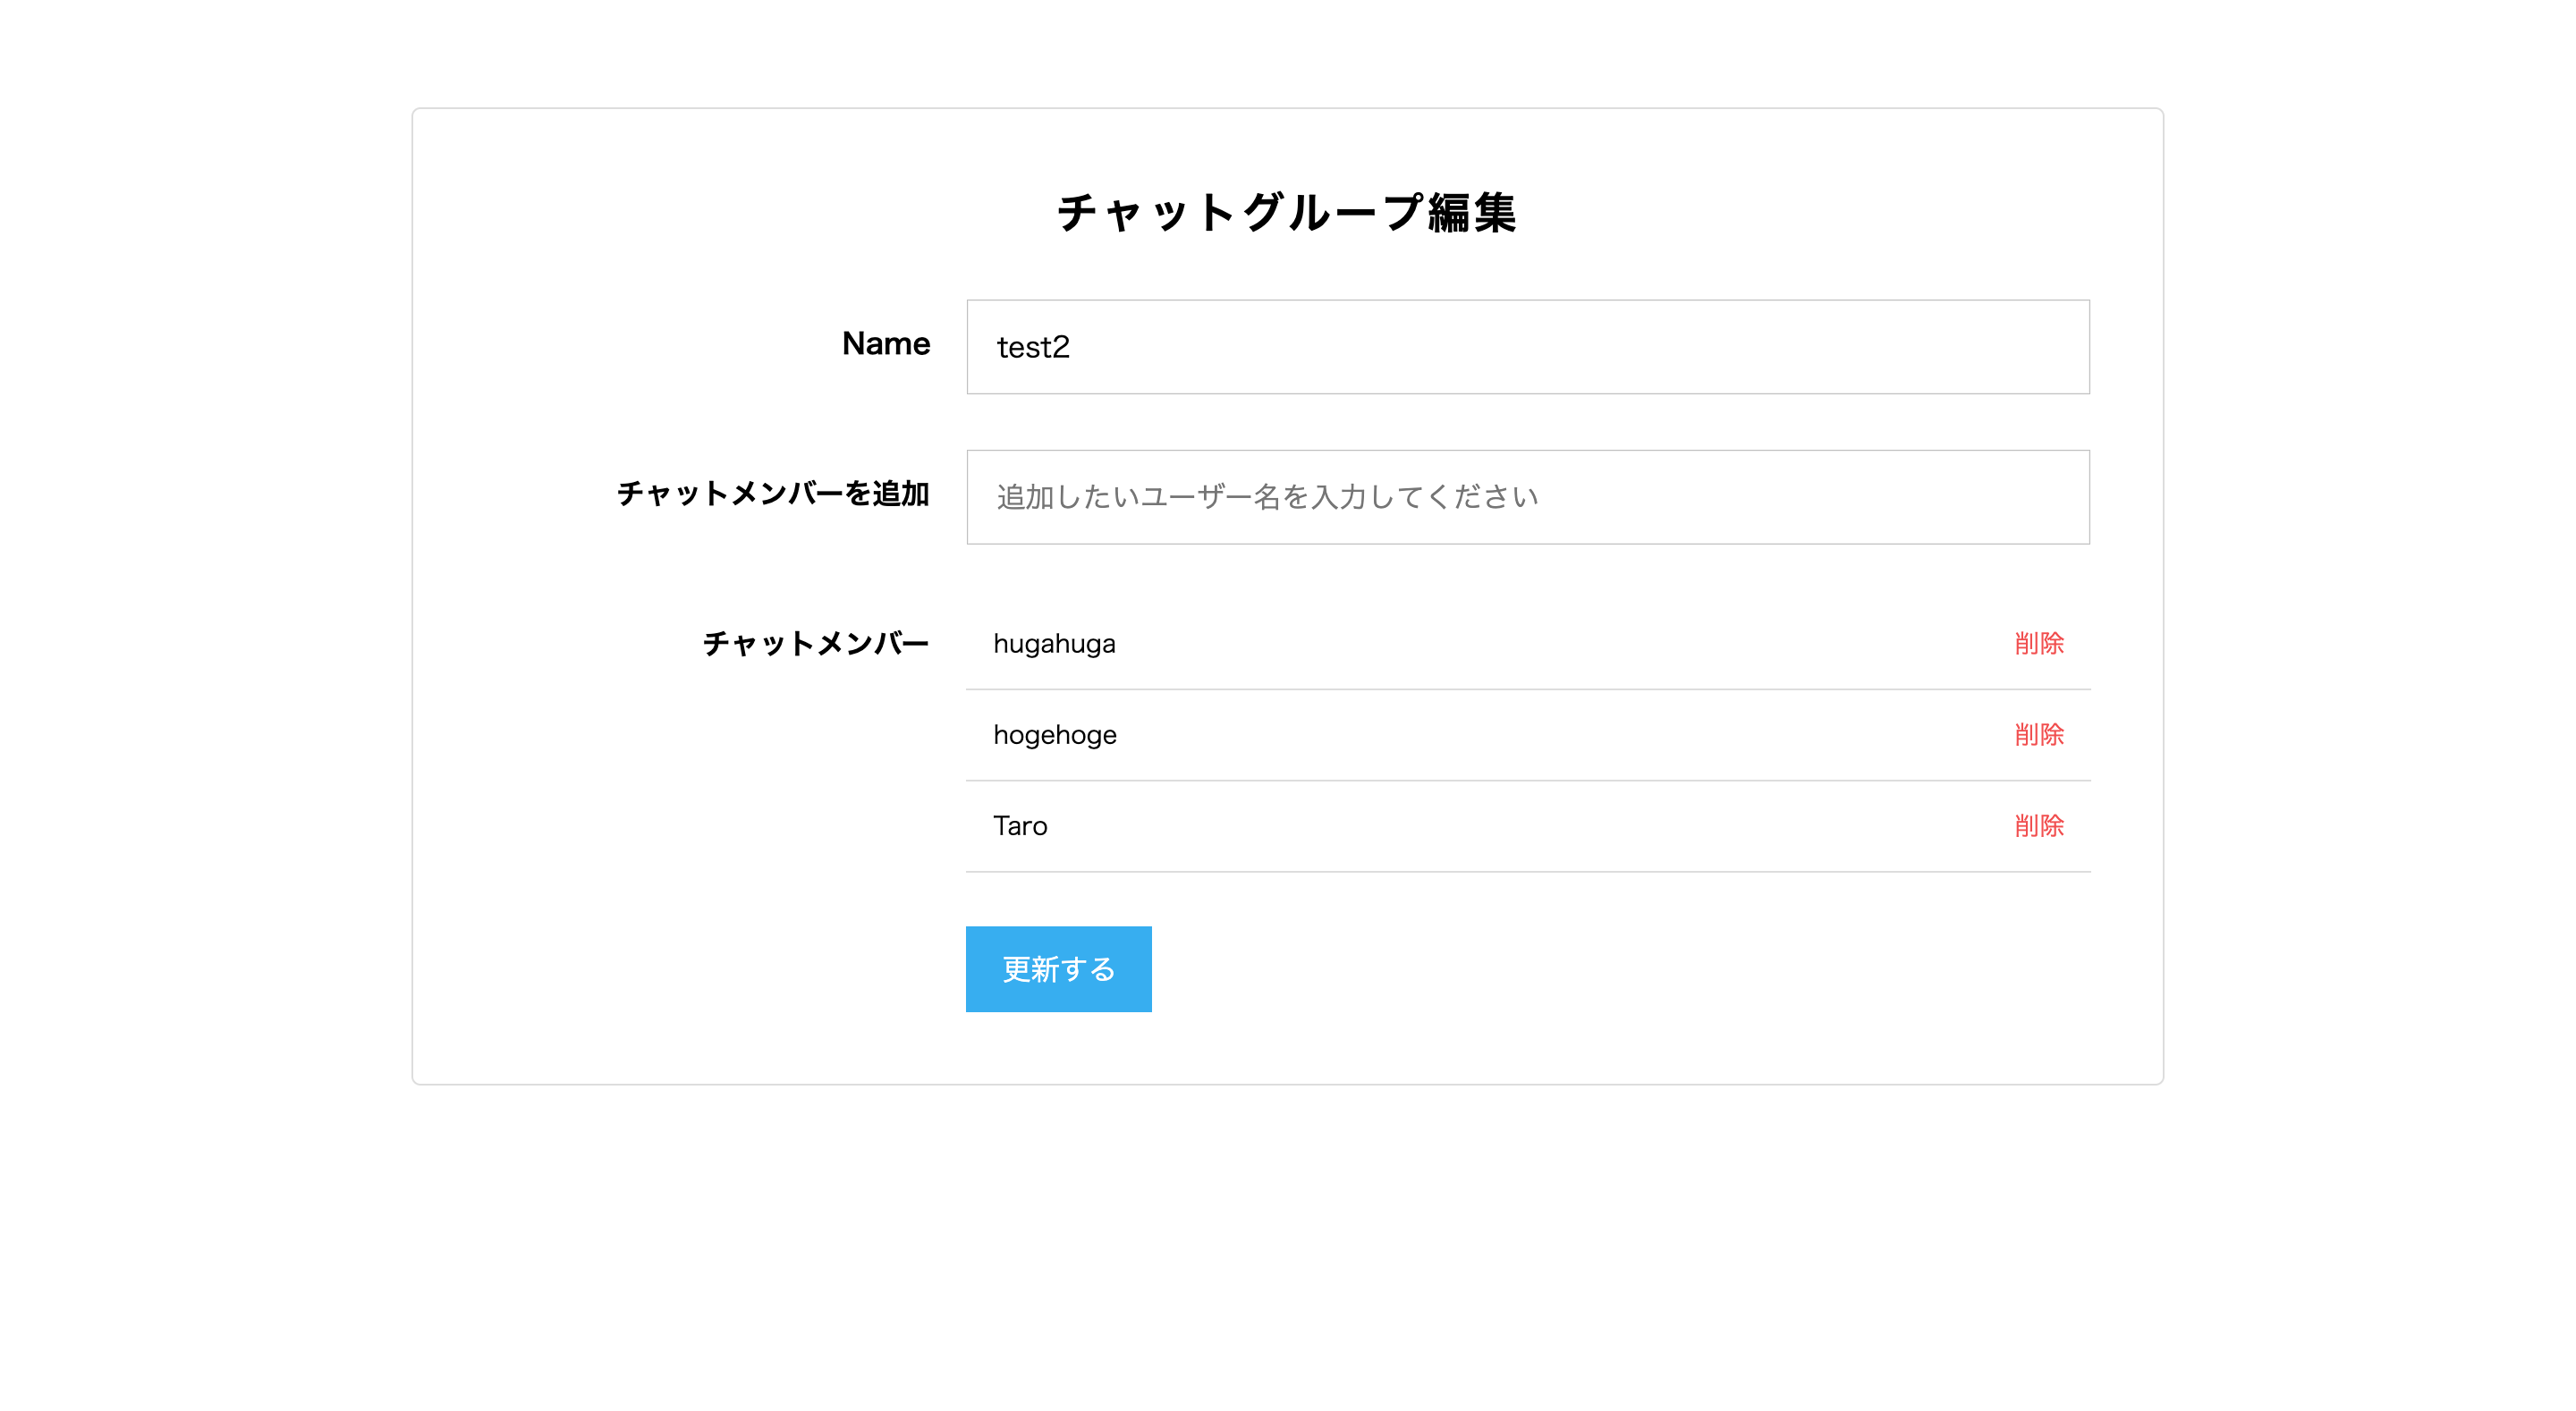 チャットグループ編集
Name
test2
チャットメンバーを追加
追加したいユーザー名を入力してください
チャットメンバー
hugahuga 削除
hogehoge 削除
Taro 削除
更新する